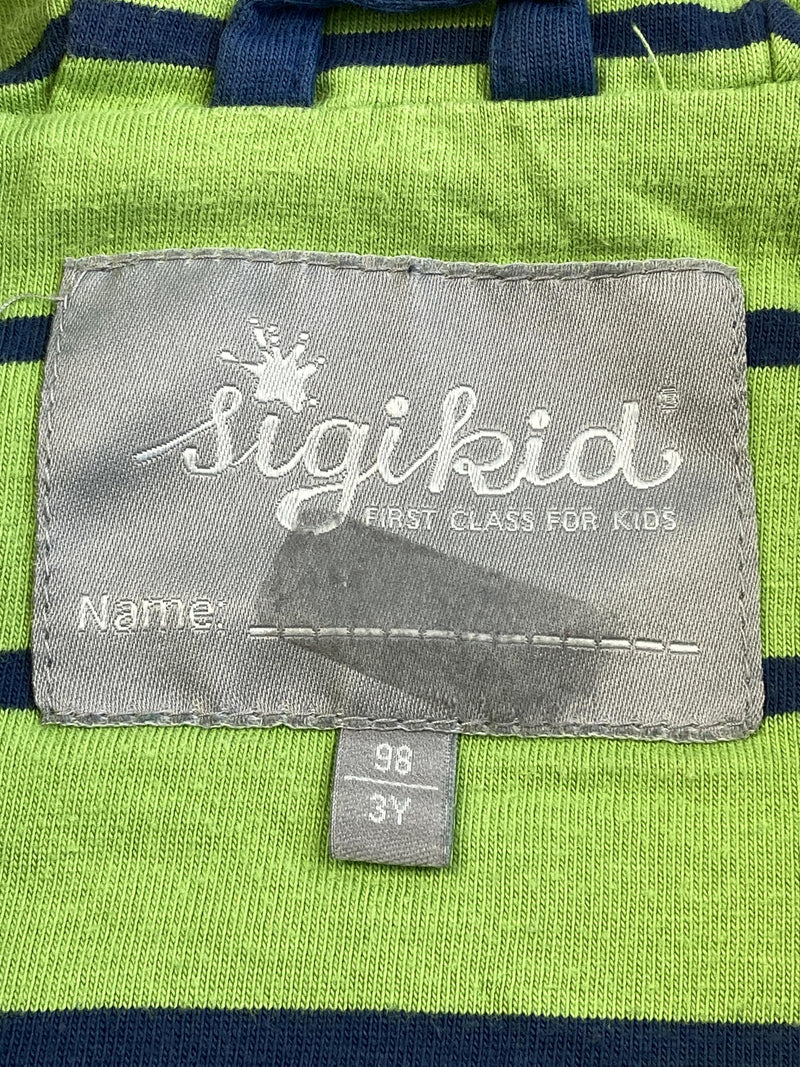 sigikid
FIRST CLASS FOR KIDS
Name:
98
3Y